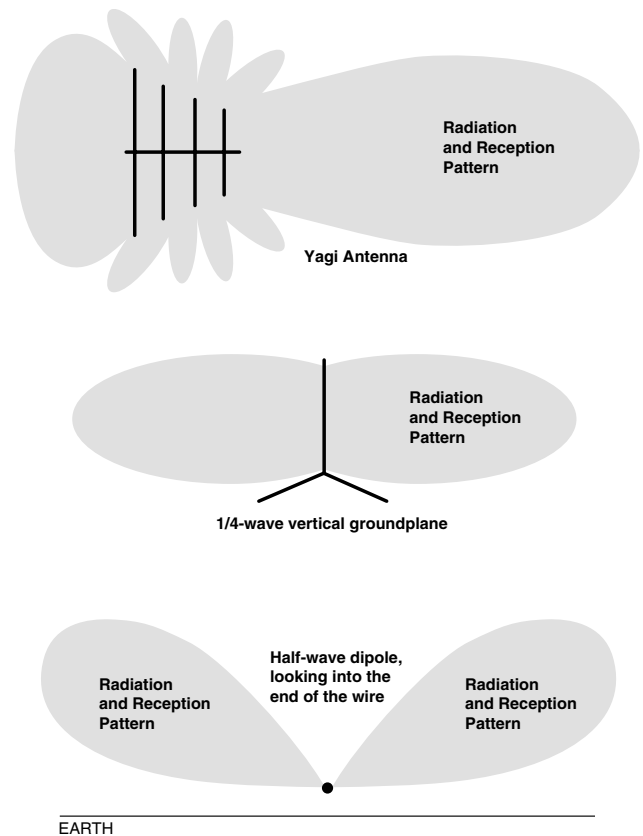 Radiation
and Reception
Pattern
Yagi Antenna
Radiation
and Reception
Pattern
1/4-wave vertical groundplane
Half-wave dipole,
looking into the
end of the wire
Radiation
and Reception
Pattern
Radiation
and Reception
Pattern
EARTH